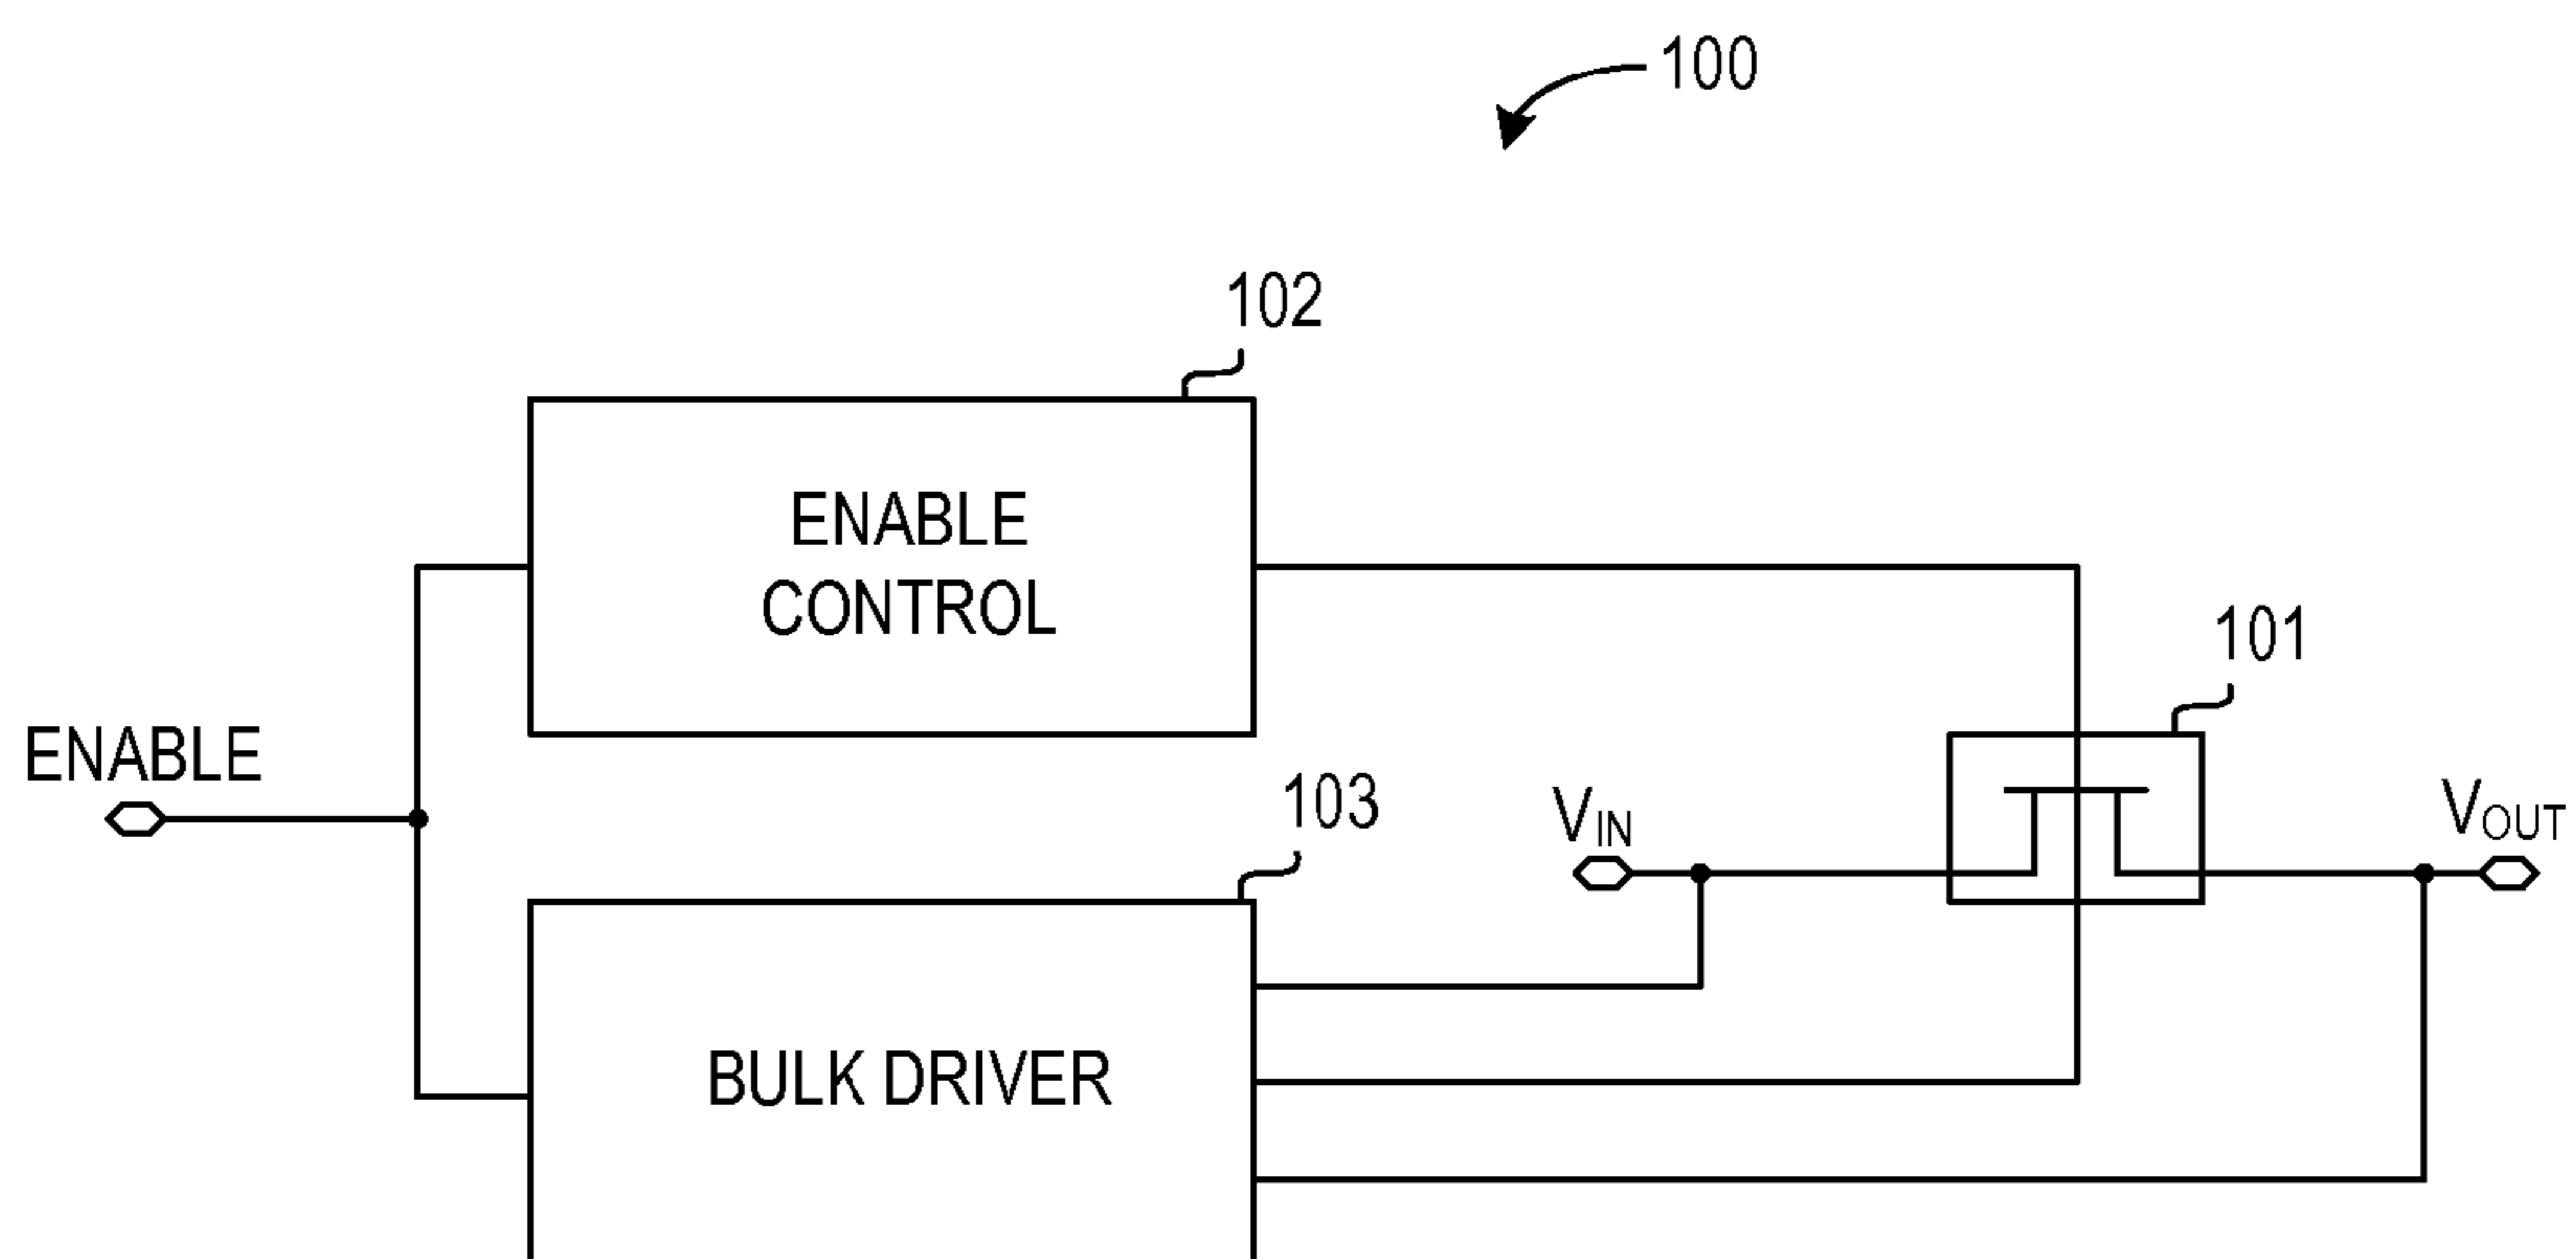 100
102
ENABLE
CONTROL
101
ENABLE
103
VIN
VOUT
BULK DRIVER